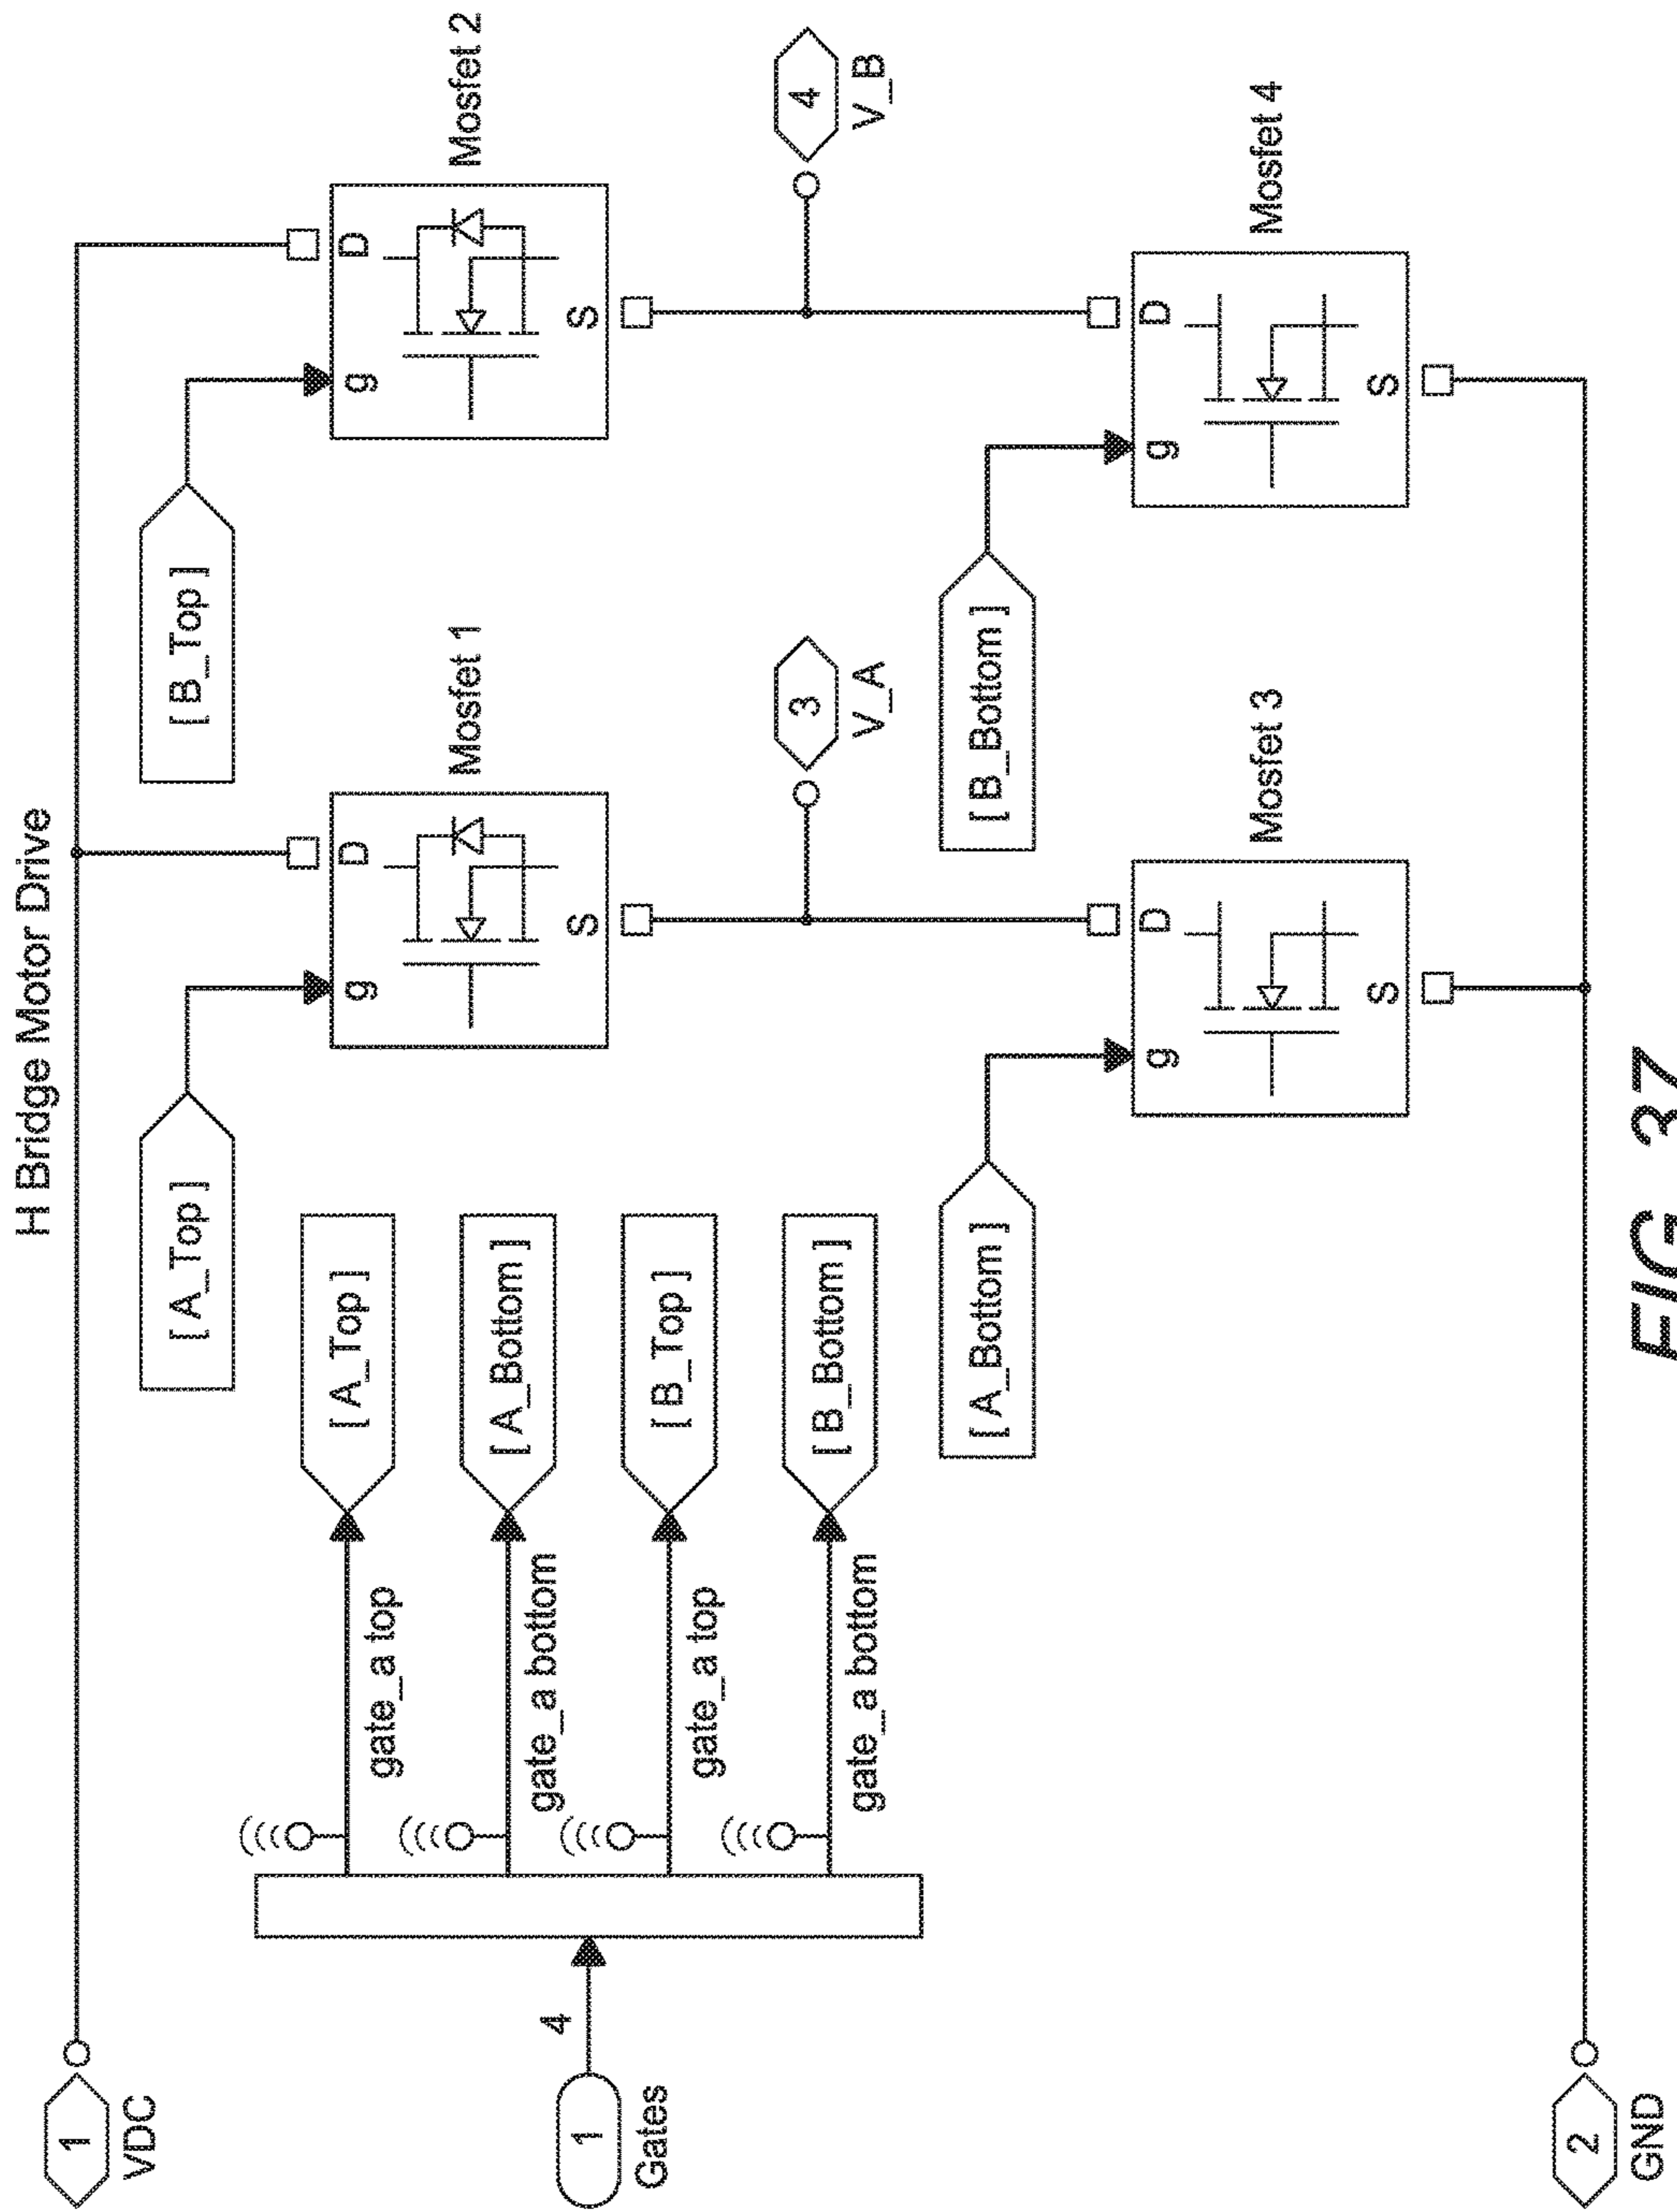 H Bridge Motor Drive
1
VDC
[ A_Top ]
[ B_Top ]
g
D
S
Mosfet 1
g
D
S
Mosfet 2
1
Gates
4
gate_a top
[ A_Top ]
gate_a bottom
[ A_Bottom ]
gate_a top
[ B_Top ]
gate_a bottom
[ B_Bottom ]
3
V_A
4
V_B
[ A_Bottom ]
[ B_Bottom ]
g
D
S
Mosfet 3
g
D
S
Mosfet 4
2
GND
FIG. 37